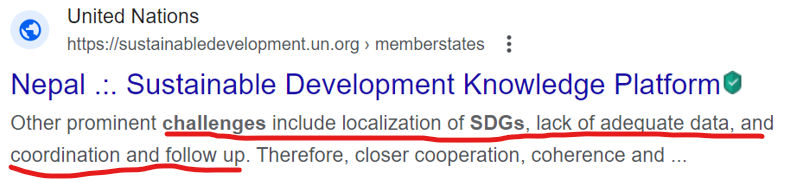 United Nations
https://sustainabledevelopment.un.org › memberstates
Nepal .:. Sustainable Development Knowledge Platform
Other prominent challenges include localization of SDGs, lack of adequate data, and
coordination and follow up. Therefore, closer cooperation, coherence and ...